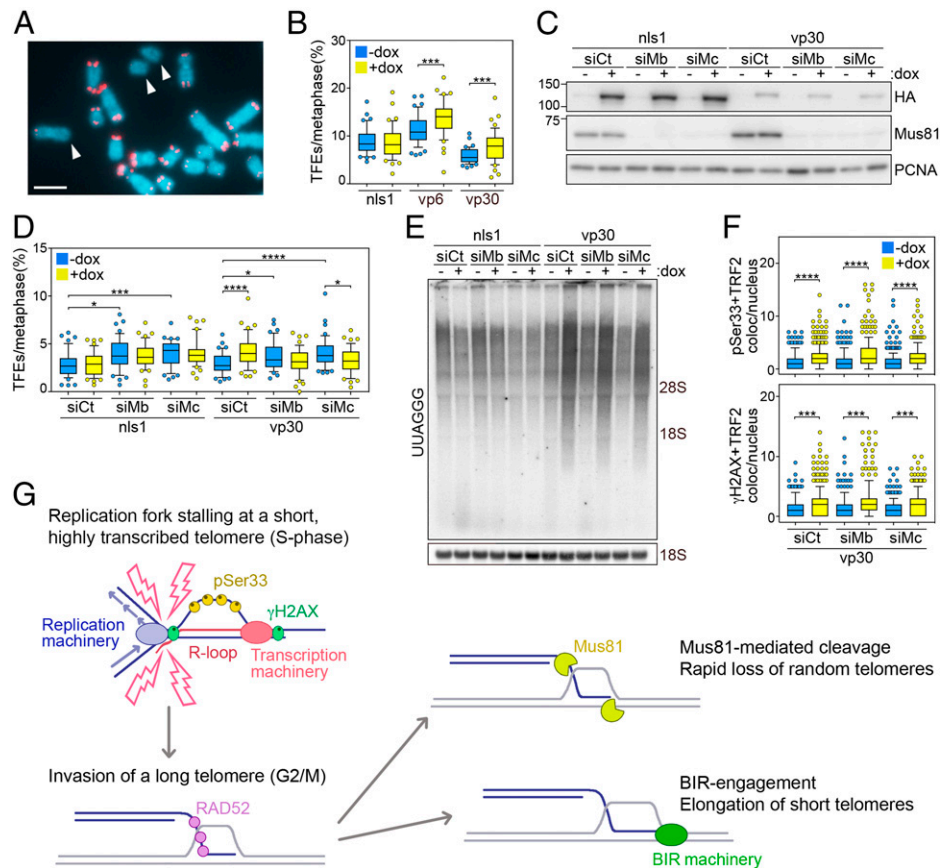 A
B
TFEs/metaphase(%)
30
20
10
0
-dox
+dox
***
***
nls1 vp6 vp30
C
nls1 vp30
siCt siMb siMc siCt siMb siMc
- + - + - + - + - + - + :dox
150
100
75
HA
Mus81
PCNA
D
TFEs/metaphase(%)
15
10
5
0
-dox
+dox
***
*
****
*
****
*
siCt siMb siMc siCt siMb siMc
nls1 vp30
E
nls1 vp30
siCt siMb siMc siCt siMb siMc
- + - + - + - + - + - + :dox
UUAGGG
28S
18S
18S
F
-dox
+dox
pSer33+TRF2
coloc/nucleus
20
10
0
****
****
****
γH2AX+TRF2
coloc/nucleus
20
10
0
***
***
***
siCt siMb siMc
vp30
G
Replication fork stalling at a short,
highly transcribed telomere (S-phase)
pSer33
γH2AX
Replication
machinery
R-loop
Transcription
machinery
Invasion of a long telomere (G2/M)
RAD52
Mus81
Mus81-mediated cleavage
Rapid loss of random telomeres
BIR-engagement
Elongation of short telomeres
BIR machinery